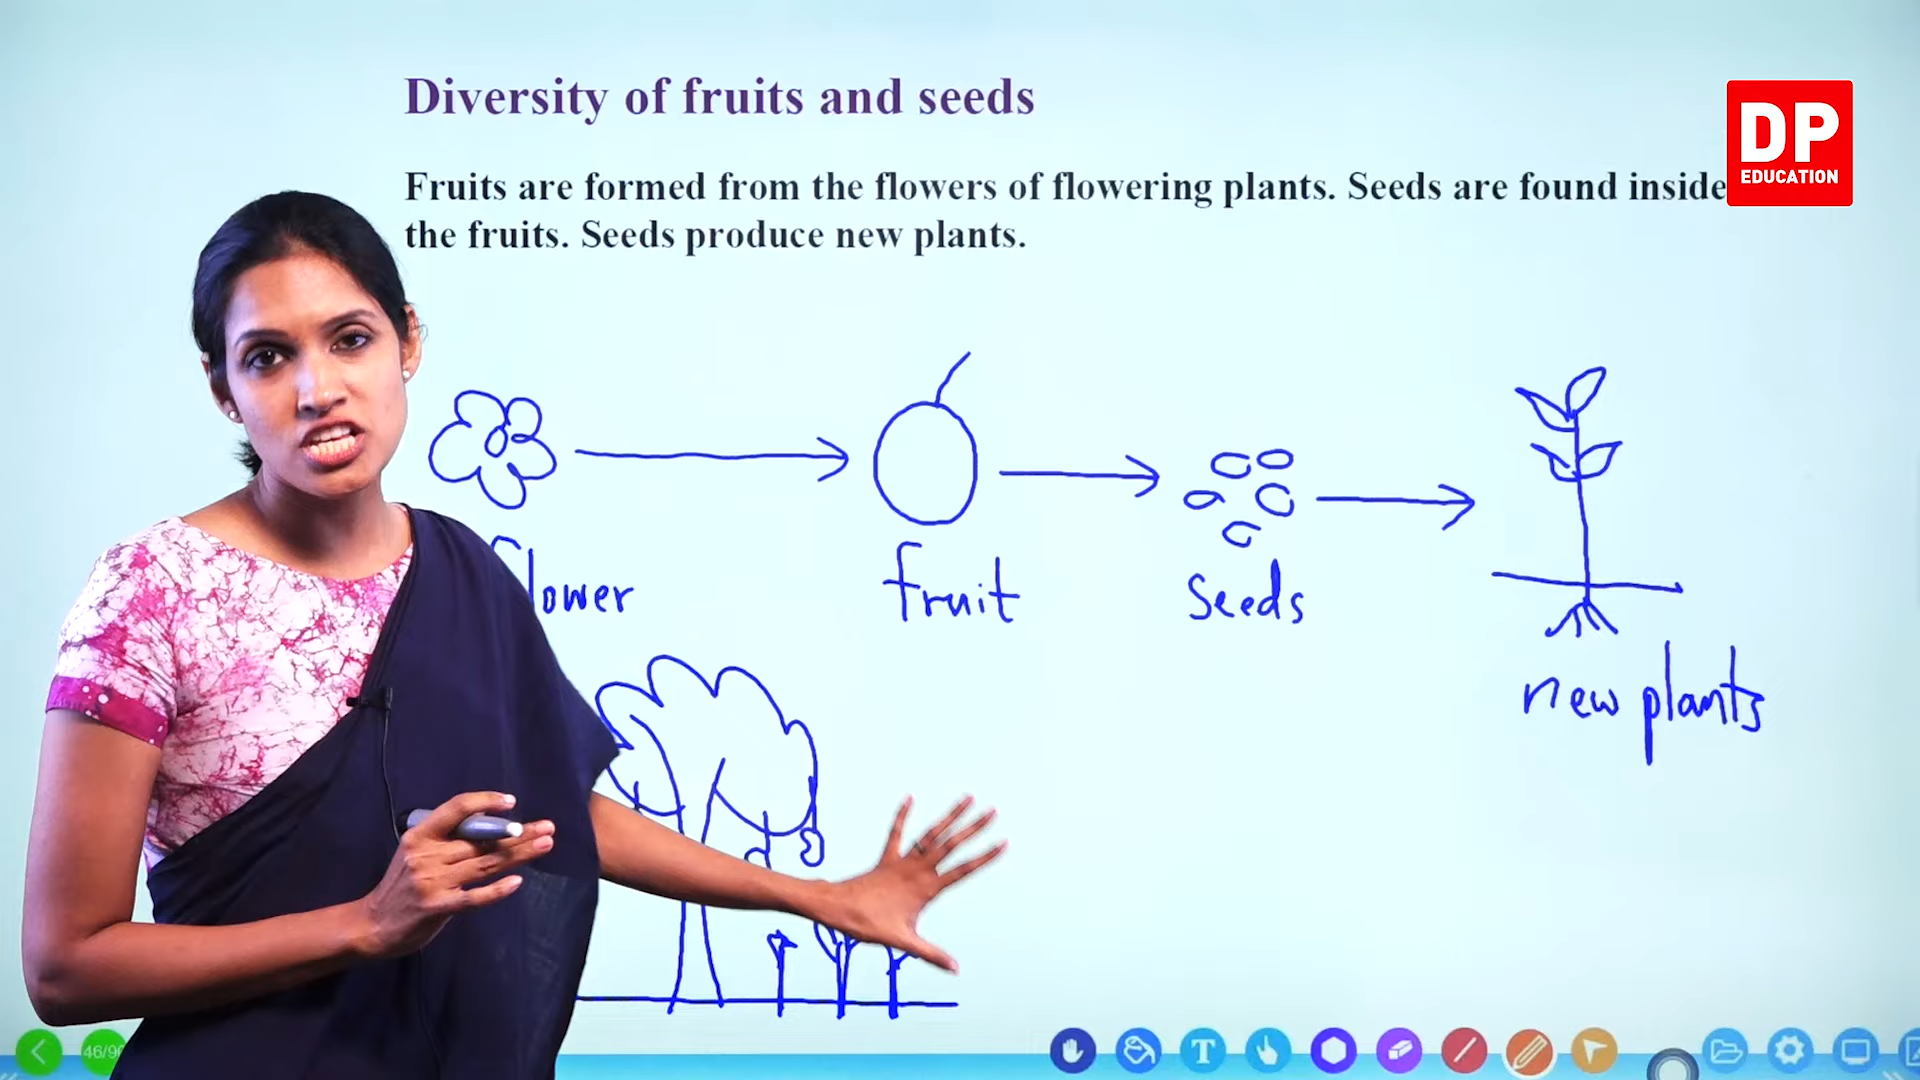 Diversity of fruits and seeds
DP
EDUCATION
Fruits are formed from the flowers of flowering plants. Seeds are found inside
the fruits. Seeds produce new plants.
flower
fruit
seeds
new plants
T